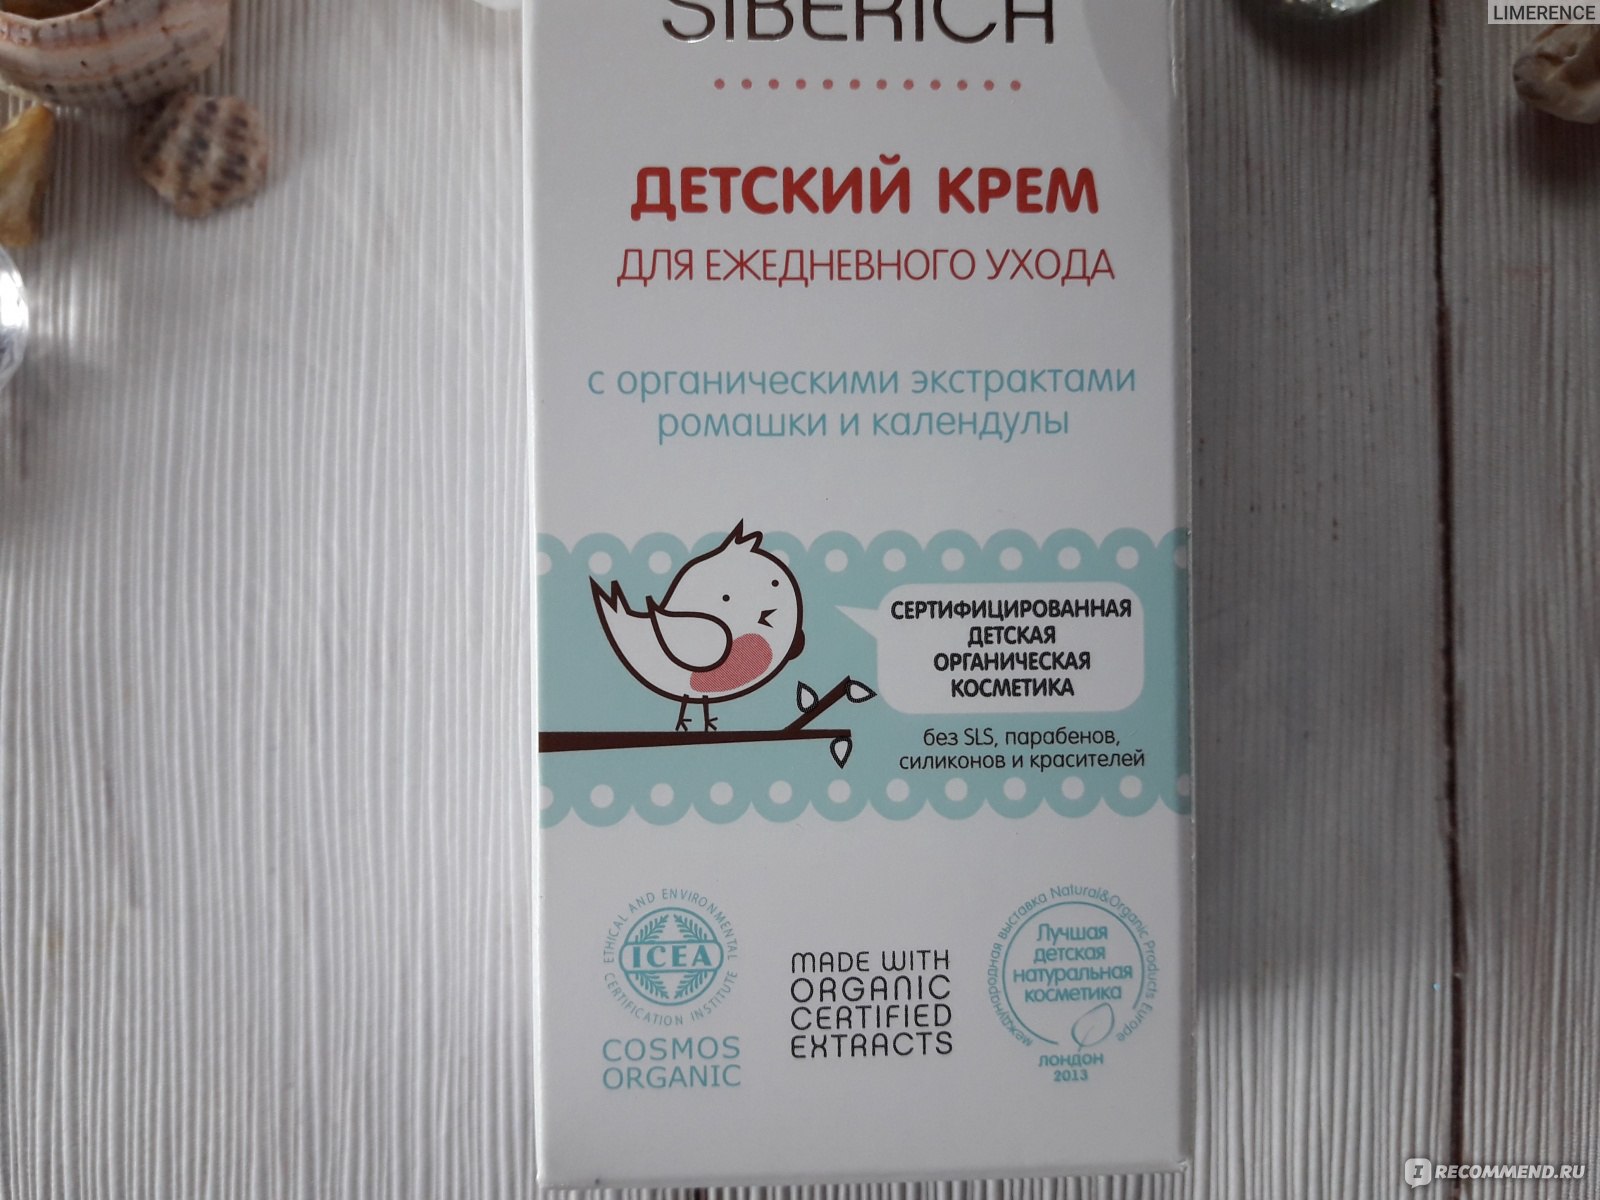 LIMERENCE
SIBERICA
ДЕТСКИЙ КРЕМ
ДЛЯ ЕЖЕДНЕВНОГО УХОДА
с органическими экстрактами
ромашки и календулы
СЕРТИФИЦИРОВАННАЯ
ДЕТСКАЯ
ОРГАНИЧЕСКАЯ
КОСМЕТИКА
без SLS, парабенов,
силиконов и красителей
ETHICAL AND ENVIRONMENTAL
CERTIFICATION INSTITUTE
ICEA
COSMOS
ORGANIC
MADE WITH
ORGANIC
CERTIFIED
EXTRACTS
международная выставка Natural&Organic Products Europe
Лучшая
детская
натуральная
косметика
ЛОНДОН
2013
IRECOMMEND.RU